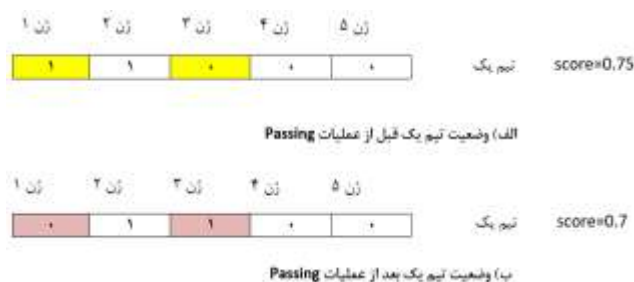 ژن ۱ ژن ۲ ژن ۳ ژن ۴ ژن ۵
۱ ۱ ۰ ۰ ۰ تیم یک score=0.75
الف) وضعیت تیم یک قبل از عملیات Passing
ژن ۱ ژن ۲ ژن ۳ ژن ۴ ژن ۵
۰ ۱ ۱ ۰ ۰ تیم یک score=0.7
ب) وضعیت تیم یک بعد از عملیات Passing